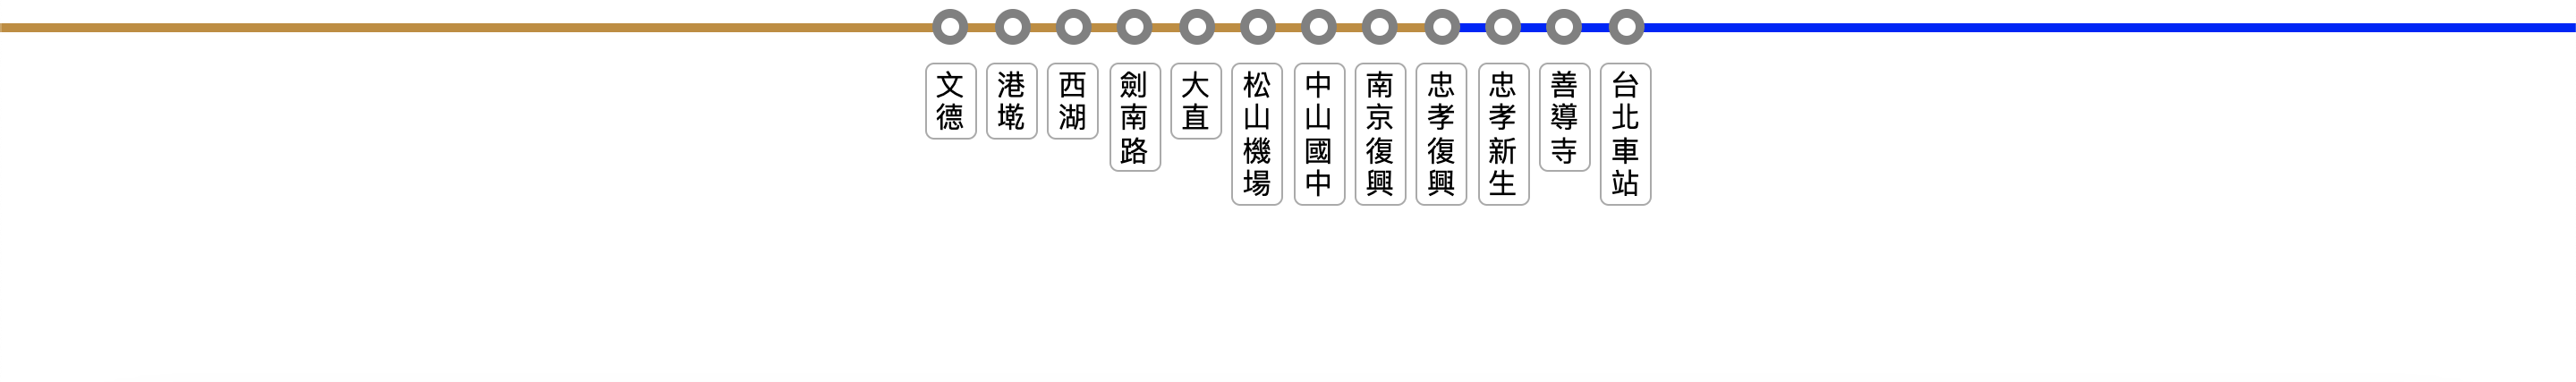 文德
港墘
西湖
劍南路
大直
松山機場
中山國中
南京復興
忠孝復興
忠孝新生
善導寺
台北車站